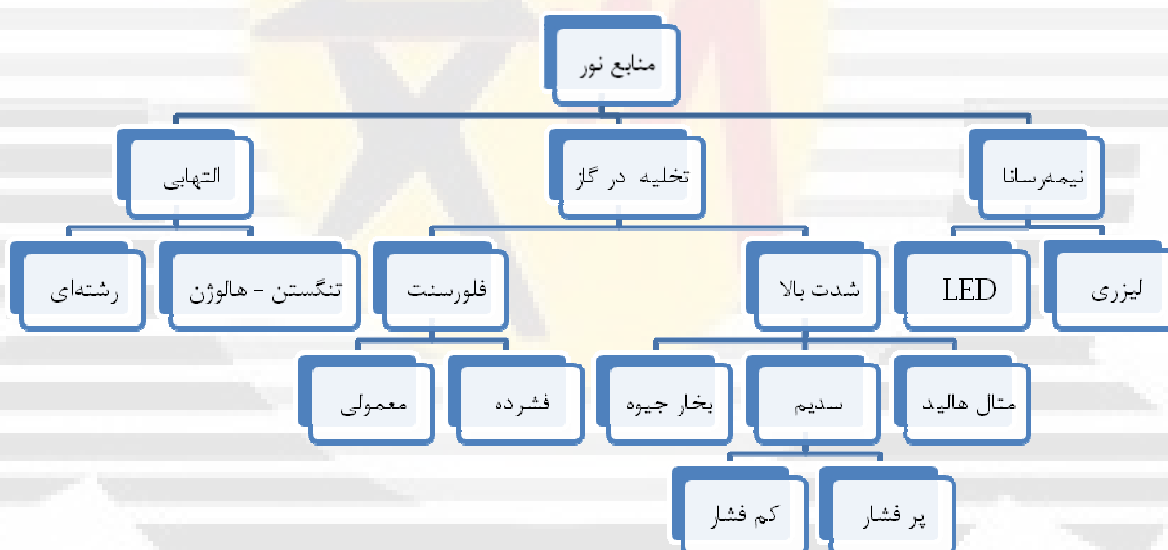 منابع نور
نیمه‌رسانا
تخلیه در گاز
التهابی
لیزری
LED
شدت بالا
فلورسنت
تنگستن - هالوژن
رشته‌ای
متال هالید
سدیم
بخار جیوه
فشرده
معمولی
پر فشار
کم فشار